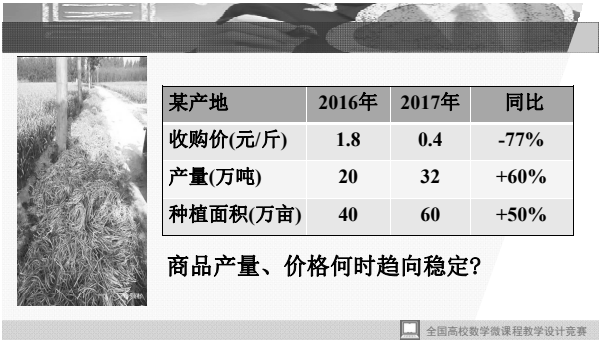 某产地 2016年 2017年 同比
收购价(元/斤) 1.8 0.4 -77%
产量(万吨) 20 32 +60%
种植面积(万亩) 40 60 +50%
商品产量、价格何时趋向稳定?
全国高校数学微课程教学设计竞赛